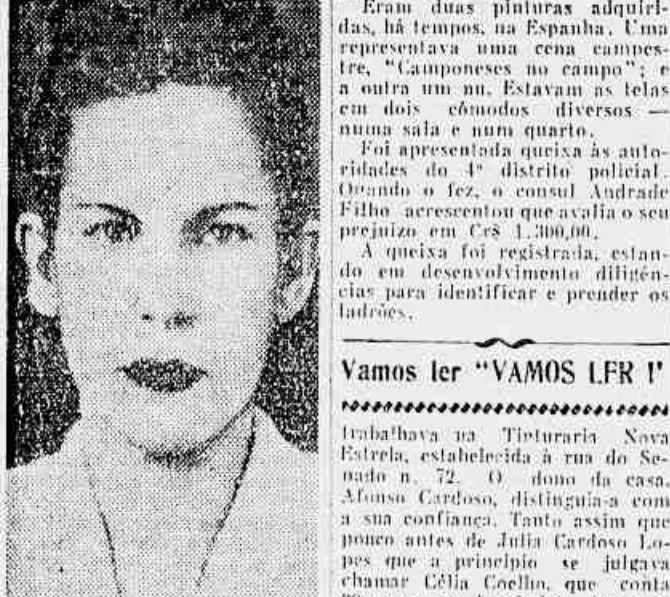 Eram duas pinturas adquiri-
das, há tempos, na Espanha. Uma
representava uma cena campes-
tre, "Camponeses no campo"; e
a outra um nu. Estavam as telas
em dois cômodos diversos —
numa sala e num quarto.
Foi apresentada queixa às auto-
ridades do 4º distrito policial.
Quando o fez, o consul Andrade
Filho acrescentou que avalia o seu
prejuizo em Cr$ 1.300,00.
A queixa foi registrada, estan-
do em desenvolvimento diligên-
cias para identificar e prender os
ladrões.
Vamos ler "VAMOS LER !"
trabalhava na Tinturaria Nova
Estrela, estabelecida à rua do Se-
nado n. 72. O dono da casa,
Afonso Cardoso, distinguia-a com
a sua confiança. Tanto assim que
pouco antes de Julia Cardoso Lo-
pes que a principio se julgava
chamar Célia Coelho, que conta